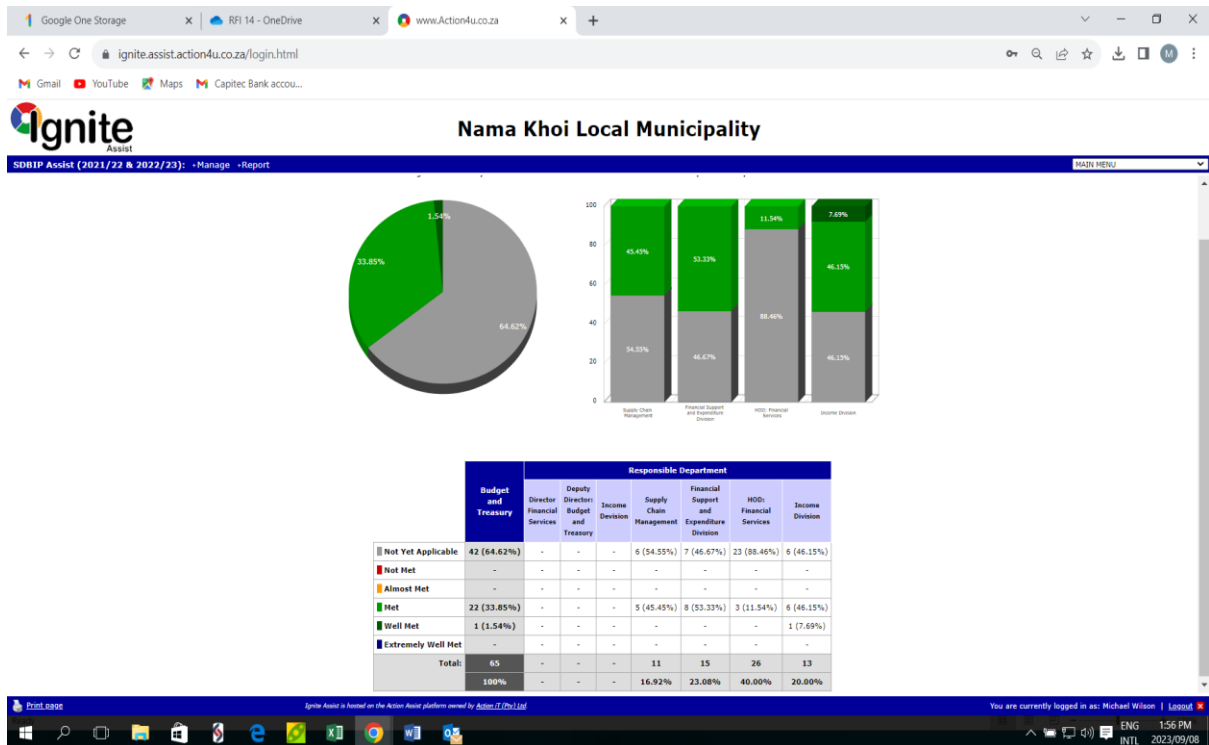 Google One Storage
RFI 14 - OneDrive
www.Action4u.co.za
ignite.assist.action4u.co.za/login.html
M
Gmail
YouTube
Maps
Capitec Bank accou...
Ignite
Assist
Nama Khoi Local Municipality
SDBIP Assist (2021/22 & 2022/23): Manage Report
MAIN MENU
1.54%
33.85%
64.62%
100
80
60
40
20
0
45.45%
54.55%
53.33%
46.67%
11.54%
88.46%
7.69%
46.15%
46.15%
Supply Chain
Management
Financial Support
and Expenditure
Division
HOD: Financial
Services
Income Division
Budget
and
Treasury
Responsible Department
Director
Financial
Services
Deputy
Director:
Budget
and
Treasury
Income
Devision
Supply
Chain
Management
Financial
Support
and
Expenditure
Division
HOD:
Financial
Services
Income
Division
Not Yet Applicable 42 (64.62%) - - - 6 (54.55%) 7 (46.67%) 23 (88.46%) 6 (46.15%)
Not Met - - - - - - - -
Almost Met - - - - - - - -
Met 22 (33.85%) - - - 5 (45.45%) 8 (53.33%) 3 (11.54%) 6 (46.15%)
Well Met 1 (1.54%) - - - - - - 1 (7.69%)
Extremely Well Met - - - - - - - -
Total: 65 - - - 11 15 26 13
100% - - - 16.92% 23.08% 40.00% 20.00%
Print page
Ignite Assist is hosted on the Action Assist platform owned by Action iT (Pty) Ltd.
You are currently logged in as: Michael Wilson | Logout
ENG
INTL
1:56 PM
2023/09/08